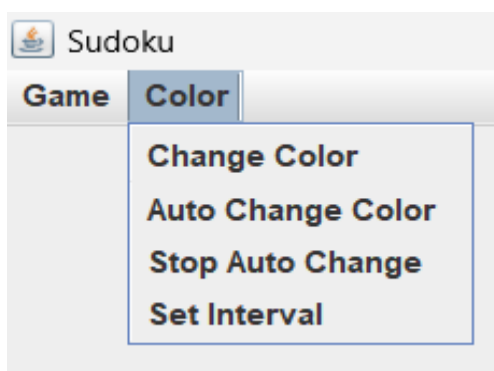 Sudoku
Game Color
Change Color
Auto Change Color
Stop Auto Change
Set Interval